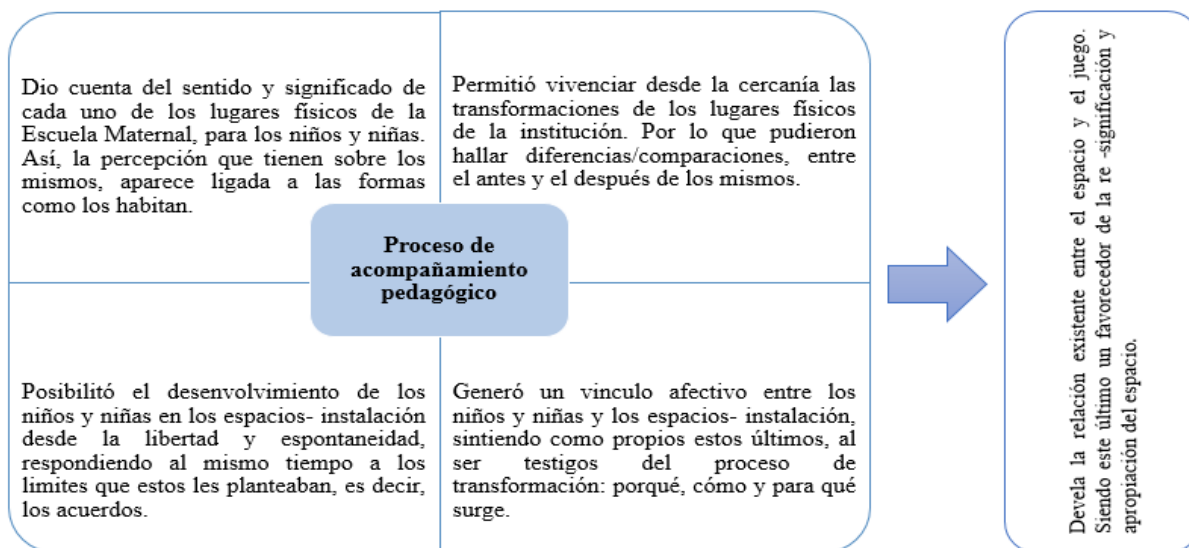 Dio cuenta del sentido y significado de
cada uno de los lugares físicos de la
Escuela Maternal, para los niños y niñas.
Así, la percepción que tienen sobre los
mismos, aparece ligada a las formas
como los habitan.
Permitió vivenciar desde la cercanía las
transformaciones de los lugares físicos
de la institución. Por lo que pudieron
hallar diferencias/comparaciones, entre
el antes y el después de los mismos.
Proceso de
acompañamiento
pedagógico
Posibilitó el desenvolvimiento de los
niños y niñas en los espacios- instalación
desde la libertad y espontaneidad,
respondiendo al mismo tiempo a los
limites que estos les planteaban, es decir,
los acuerdos.
Generó un vinculo afectivo entre los
niños y niñas y los espacios- instalación,
sintiendo como propios estos últimos, al
ser testigos del proceso de
transformación: porqué, cómo y para qué
surge.
Devela la relación existente entre el espacio y el juego.
Siendo este último un favorecedor de la re -significación y
apropiación del espacio.